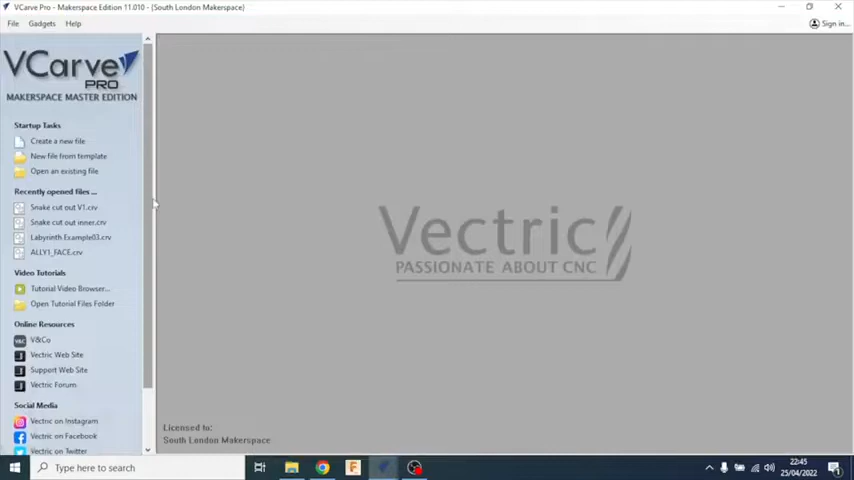 VCarve Pro - Makerspace Edition 11.010 - (South London Makerspace)
File Gadgets Help
Sign in...
VCarve
PRO
MAKERSPACE MASTER EDITION
Startup Tasks
Create a new file
New file from template
Open an existing file
Recently opened files ...
Snake cut out V1.crv
Snake cut out inner.crv
Labyrinth Example03.crv
ALLY1_FACE.crv
Video Tutorials
Tutorial Video Browser...
Open Tutorial Files Folder
Online Resources
V&Co
Vectric Web Site
Support Web Site
Vectric Forum
Social Media
Vectric on Instagram
Vectric on Facebook
Vectric on Twitter
Vectric
PASSIONATE ABOUT CNC
Licensed to:
South London Makerspace
Type here to search
22:45
25/04/2022